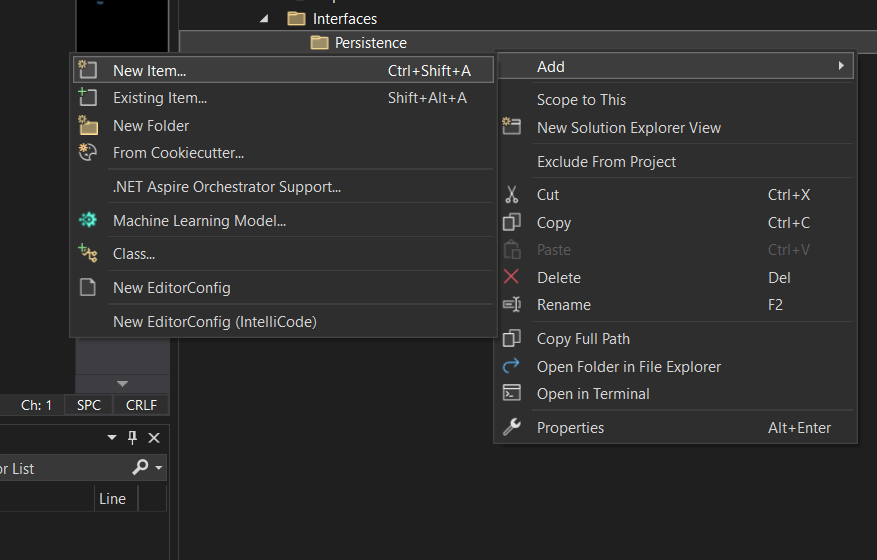 Interfaces
Persistence
New Item... Ctrl+Shift+A
Existing Item... Shift+Alt+A
New Folder
From Cookiecutter...
.NET Aspire Orchestrator Support...
Machine Learning Model...
Class...
New EditorConfig
New EditorConfig (IntelliCode)
Add
Scope to This
New Solution Explorer View
Exclude From Project
Cut Ctrl+X
Copy Ctrl+C
Paste Ctrl+V
Delete Del
Rename F2
Copy Full Path
Open Folder in File Explorer
Open in Terminal
Properties Alt+Enter
Ch: 1 SPC CRLF
or List
Line